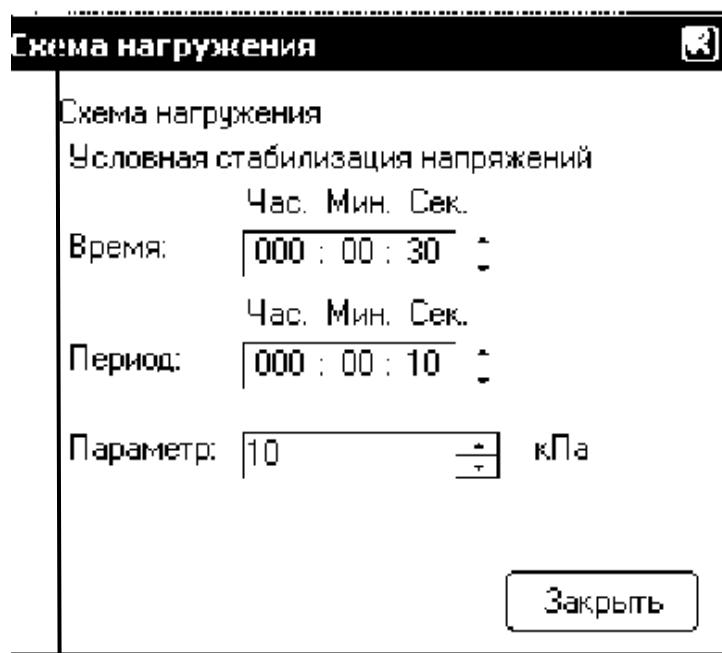 Схема нагружения
Схема нагружения
Условная стабилизация напряжений
Час. Мин. Сек.
Время: 000 : 00 : 30
Час. Мин. Сек.
Период: 000 : 00 : 10
Параметр: 10 кПа
Закрыть